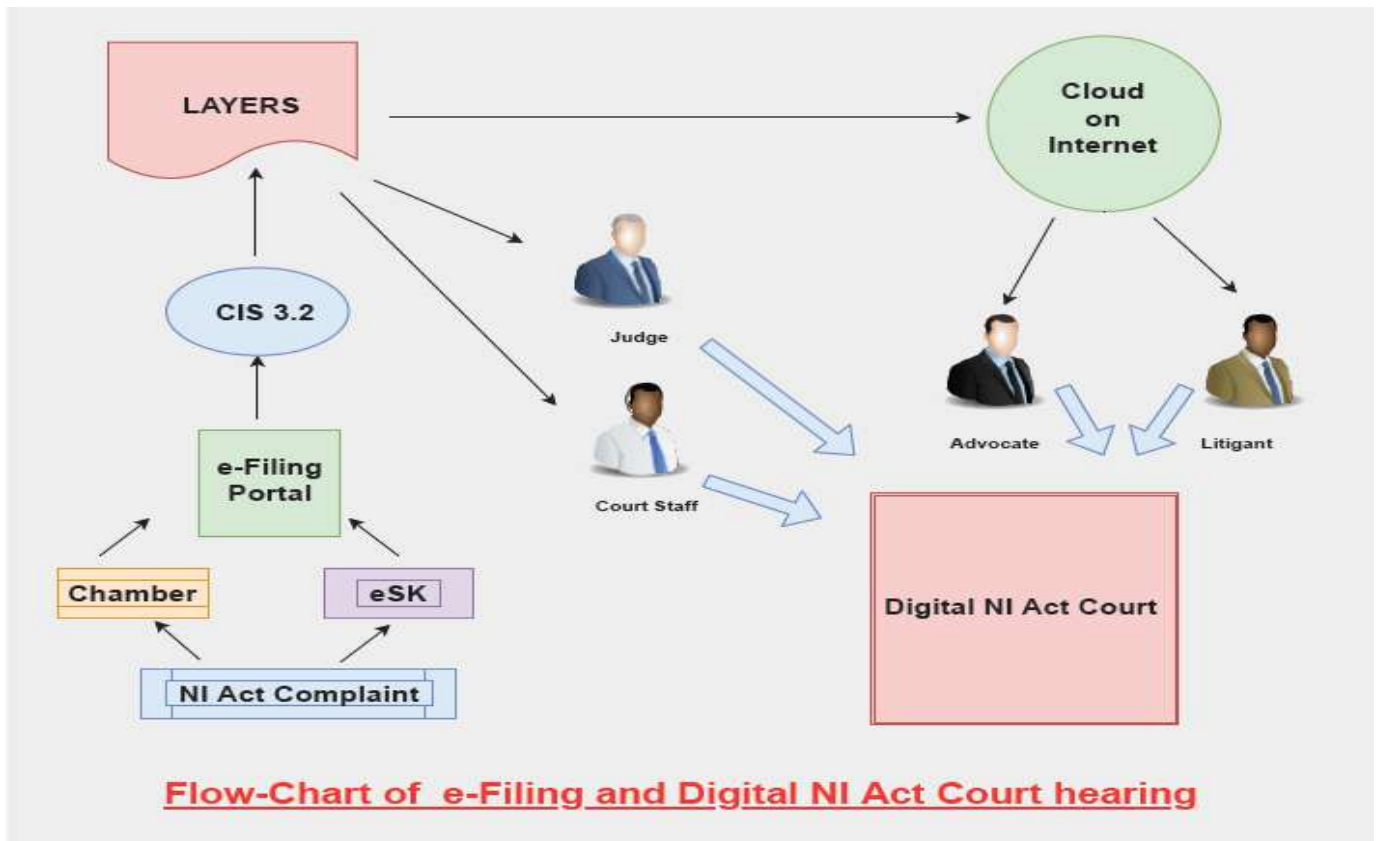 LAYERS
Cloud
on
Internet
CIS 3.2
Judge
e-Filing
Portal
Advocate
Litigant
Court Staff
Chamber
eSK
Digital NI Act Court
NI Act Complaint
Flow-Chart of e-Filing and Digital NI Act Court hearing